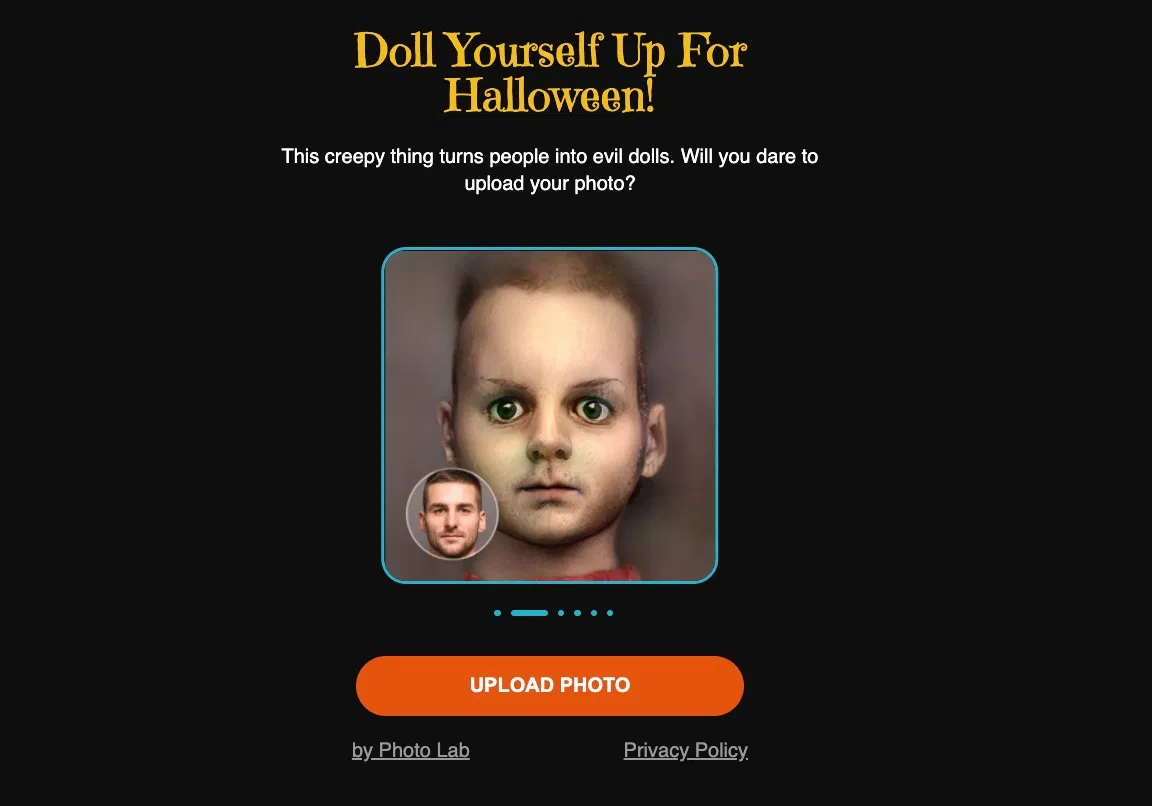 Doll Yourself Up For
Halloween!
This creepy thing turns people into evil dolls. Will you dare to
upload your photo?
UPLOAD PHOTO
by Photo Lab
Privacy Policy